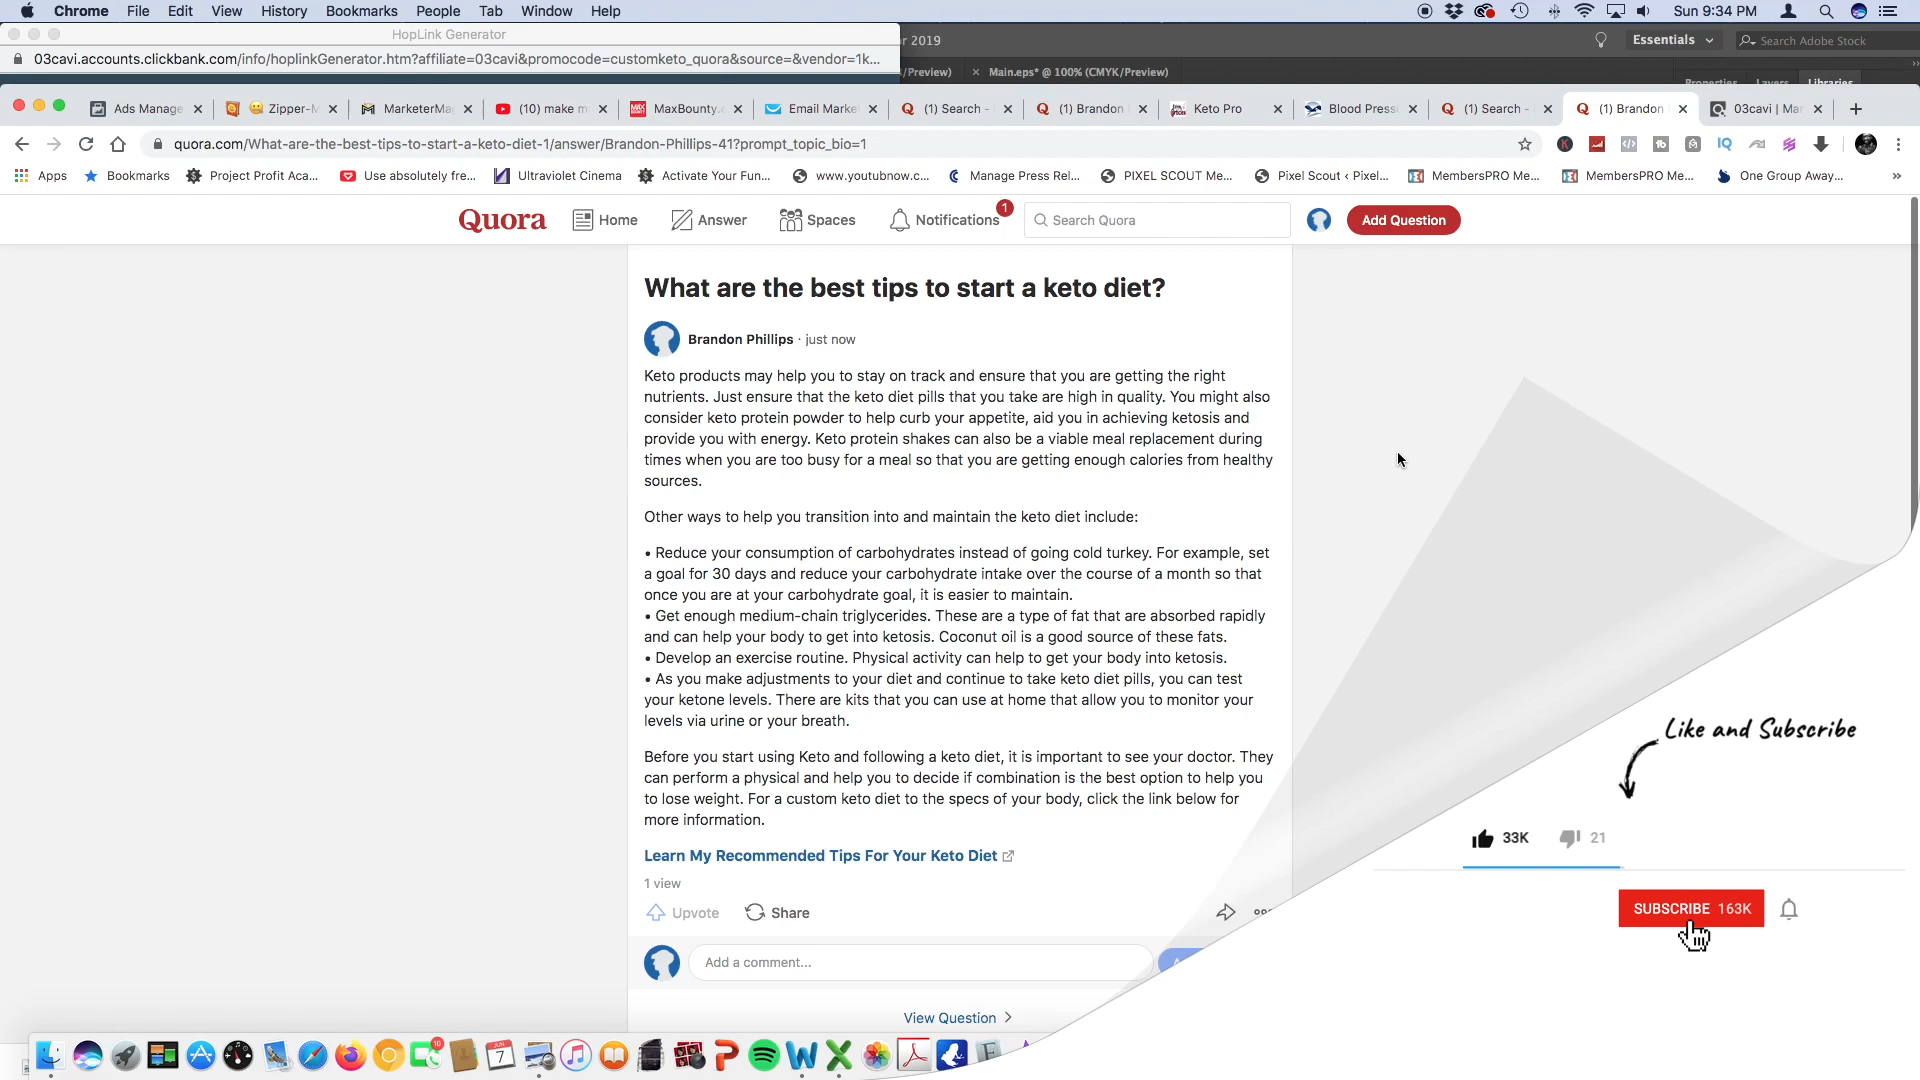 Chrome File Edit View History Bookmarks People Tab Window Help
Sun 9:34 PM
HopLink Generator
r 2019
Essentials
Search Adobe Stock
03cavi.accounts.clickbank.com/info/hoplinkGenerator.htm?affiliate=03cavi&promocode=customketo_quora&source=&vendor=1k...
/Preview)
× Main.eps* @ 100% (CMYK/Preview)
Properties Layers Libraries
Ads Manage
Zipper-M
MarketerMa
(10) make m
MaxBounty.c
Email Marke
(1) Search -
(1) Brandon
Keto Pro
Blood Press
(1) Search -
(1) Brandon
03cavi | Ma
quora.com/What-are-the-best-tips-to-start-a-keto-diet-1/answer/Brandon-Phillips-41?prompt_topic_bio=1
Apps
Bookmarks
Project Profit Aca...
Use absolutely fre...
Ultraviolet Cinema
Activate Your Fun...
www.youtubnow.c...
Manage Press Rel...
PIXEL SCOUT Me...
Pixel Scout ‹ Pixel...
MembersPRO Me...
MembersPRO Me...
One Group Away...
»
Quora
Home
Answer
Spaces
Notifications
1
Search Quora
Add Question
What are the best tips to start a keto diet?
Brandon Phillips · just now
Keto products may help you to stay on track and ensure that you are getting the right
nutrients. Just ensure that the keto diet pills that you take are high in quality. You might also
consider keto protein powder to help curb your appetite, aid you in achieving ketosis and
provide you with energy. Keto protein shakes can also be a viable meal replacement during
times when you are too busy for a meal so that you are getting enough calories from healthy
sources.
Other ways to help you transition into and maintain the keto diet include:
• Reduce your consumption of carbohydrates instead of going cold turkey. For example, set
a goal for 30 days and reduce your carbohydrate intake over the course of a month so that
once you are at your carbohydrate goal, it is easier to maintain.
• Get enough medium-chain triglycerides. These are a type of fat that are absorbed rapidly
and can help your body to get into ketosis. Coconut oil is a good source of these fats.
• Develop an exercise routine. Physical activity can help to get your body into ketosis.
• As you make adjustments to your diet and continue to take keto diet pills, you can test
your ketone levels. There are kits that you can use at home that allow you to monitor your
levels via urine or your breath.
Before you start using Keto and following a keto diet, it is important to see your doctor. They
can perform a physical and help you to decide if combination is the best option to help you
to lose weight. For a custom keto diet to the specs of your body, click the link below for
more information.
Learn My Recommended Tips For Your Keto Diet
1 view
Upvote
Share
Add a comment...
View Question
Like and Subscribe
33K
21
SUBSCRIBE 163K